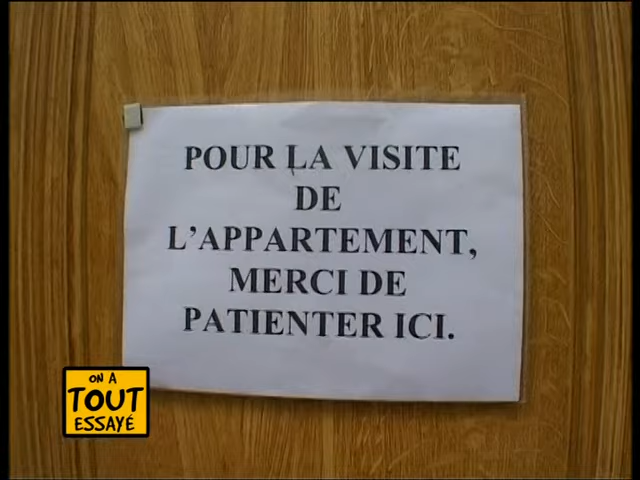 POUR LA VISITE
DE
L'APPARTEMENT,
MERCI DE
PATIENTER ICI.
ON A
TOUT
ESSAYÉ